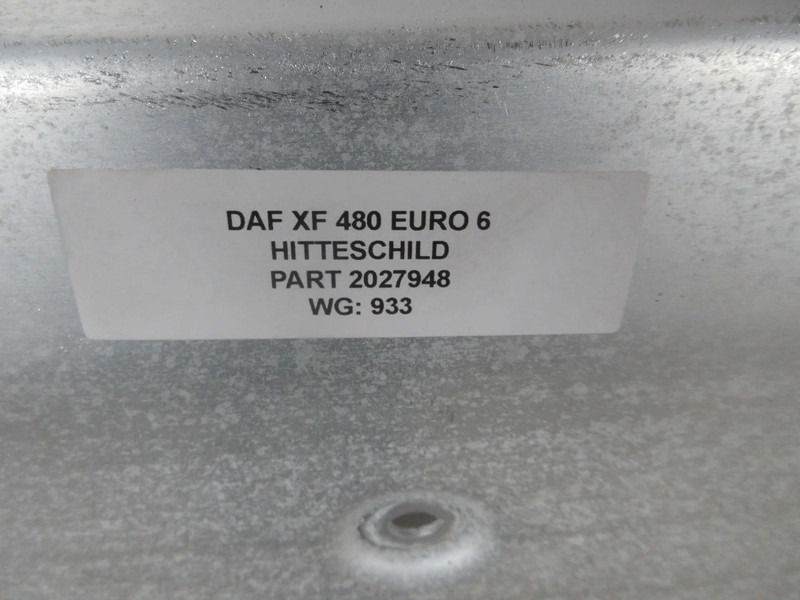 DAF XF 480 EURO 6
HITTESCHILD
PART 2027948
WG: 933